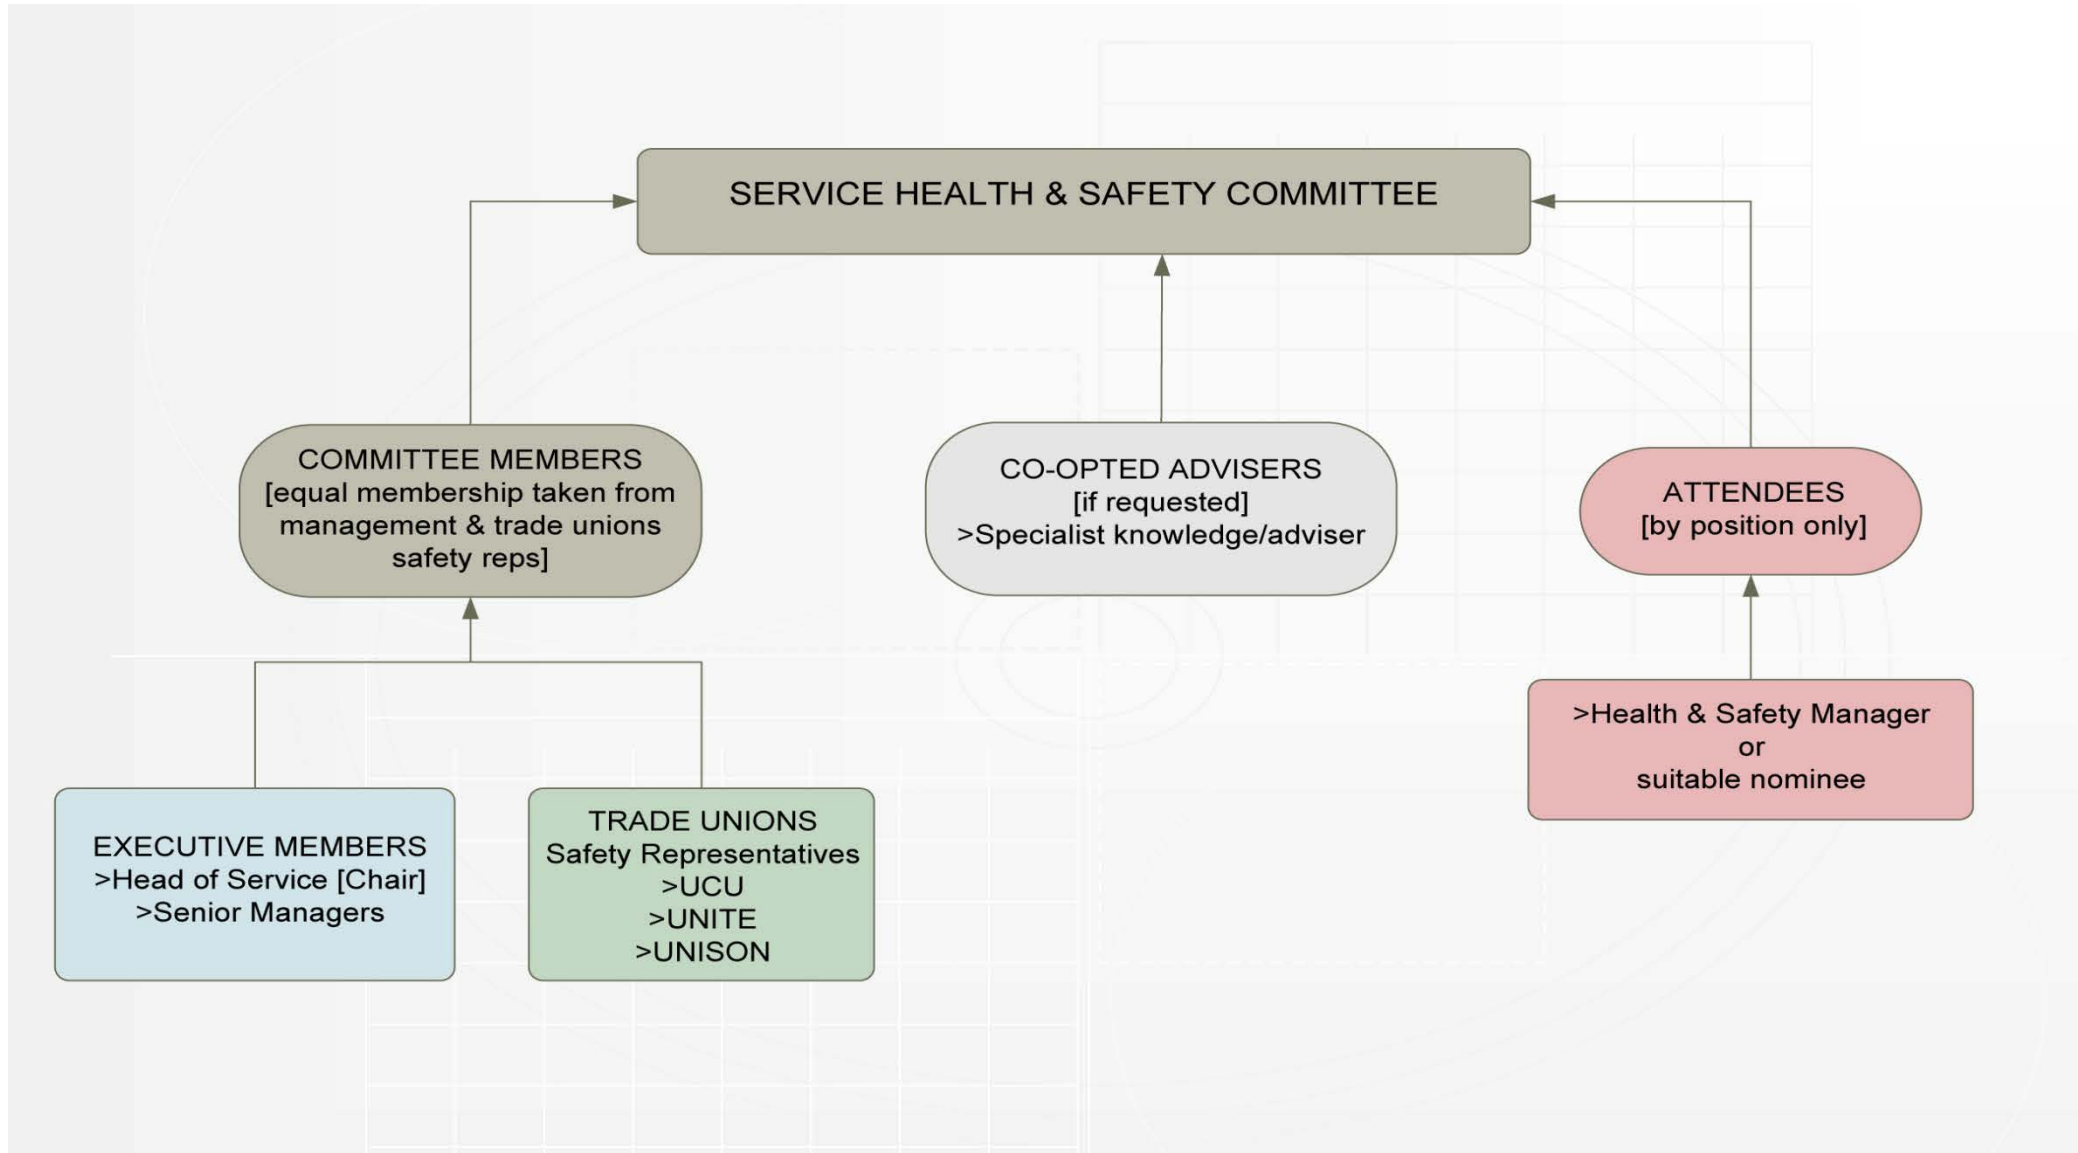 SERVICE HEALTH & SAFETY COMMITTEE
COMMITTEE MEMBERS
[equal membership taken from
management & trade unions
safety reps]
CO-OPTED ADVISERS
[if requested]
>Specialist knowledge/adviser
ATTENDEES
[by position only]
>Health & Safety Manager
or
suitable nominee
EXECUTIVE MEMBERS
>Head of Service [Chair]
>Senior Managers
TRADE UNIONS
Safety Representatives
>UCU
>UNITE
>UNISON